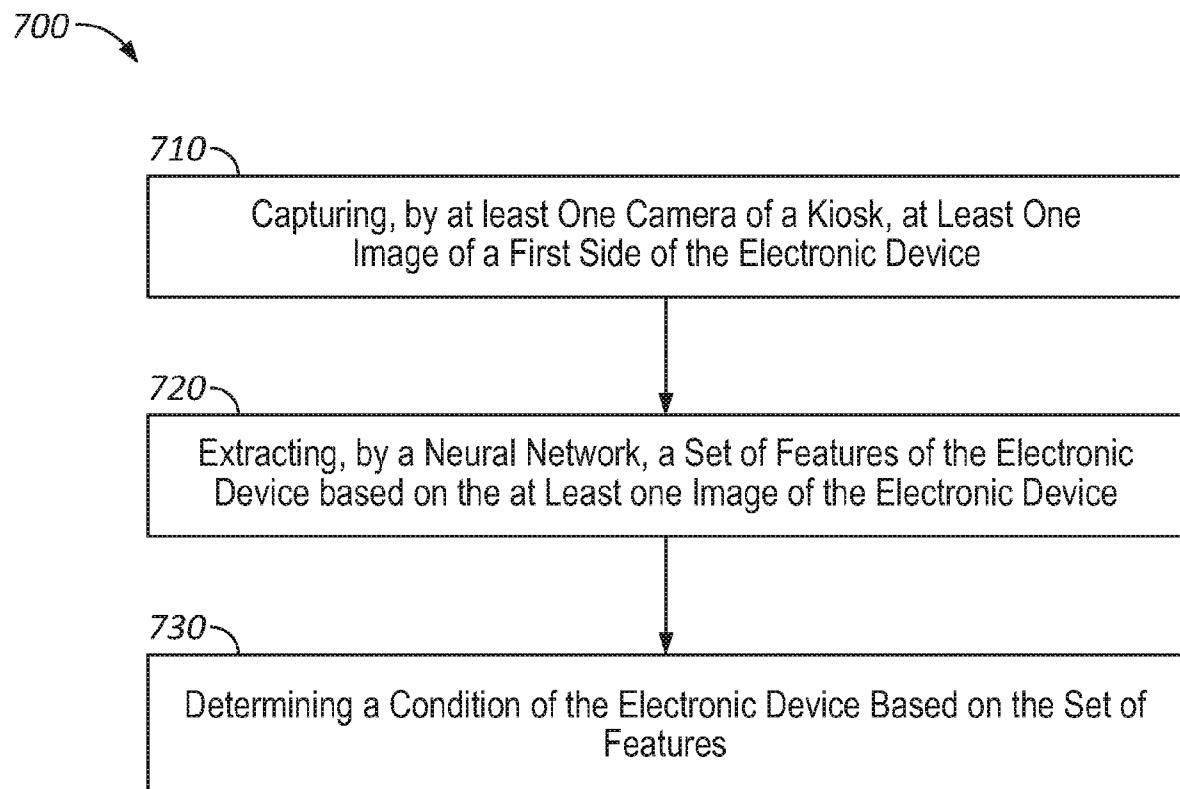 700
710
Capturing, by at least One Camera of a Kiosk, at Least One
Image of a First Side of the Electronic Device
720
Extracting, by a Neural Network, a Set of Features of the Electronic
Device based on the at Least one Image of the Electronic Device
730
Determining a Condition of the Electronic Device Based on the Set of
Features